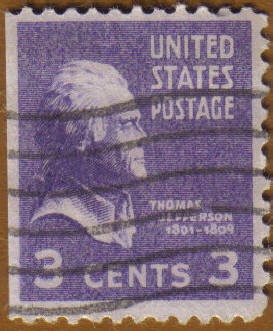 UNITED
STATES
POSTAGE
THOMAS
JEFFERSON
1801-1809
3 CENTS 3